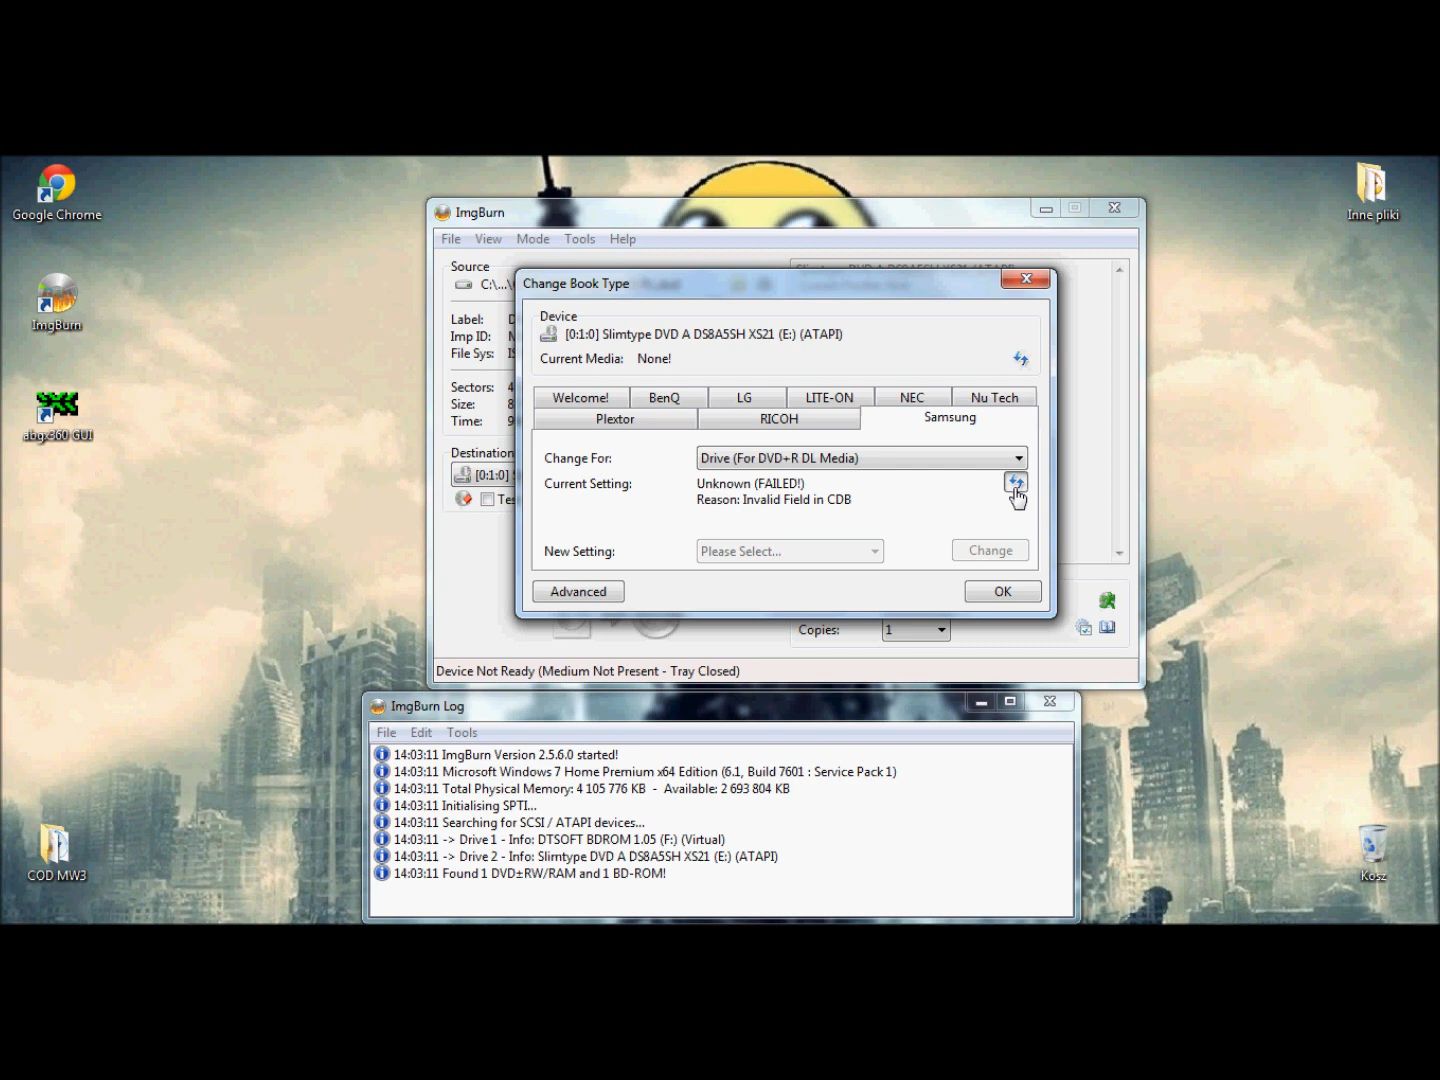 Google Chrome
ImgBurn
abgx360 GUI
COD MW3
Inne pliki
Kosz
ImgBurn
File View Mode Tools Help
Source
C:\...\
Label:
Imp ID:
File Sys:
Sectors:
Size:
Time:
Destination
[0:1:0]
Change Book Type
Device
[0:1:0] Slimtype DVD A DS8A5SH XS21 (E:) (ATAPI)
Current Media: None!
Welcome! BenQ LG LITE-ON NEC Nu Tech
Plextor RICOH Samsung
Change For: Drive (For DVD+R DL Media)
Current Setting: Unknown (FAILED!)
Reason: Invalid Field in CDB
New Setting: Please Select... Change
Advanced OK
Copies: 1
Device Not Ready (Medium Not Present - Tray Closed)
ImgBurn Log
File Edit Tools
14:03:11 ImgBurn Version 2.5.6.0 started!
14:03:11 Microsoft Windows 7 Home Premium x64 Edition (6.1, Build 7601 : Service Pack 1)
14:03:11 Total Physical Memory: 4 105 776 KB - Available: 2 693 804 KB
14:03:11 Initialising SPTI...
14:03:11 Searching for SCSI / ATAPI devices...
14:03:11 -> Drive 1 - Info: DTSOFT BDROM 1.05 (F:) (Virtual)
14:03:11 -> Drive 2 - Info: Slimtype DVD A DS8A5SH XS21 (E:) (ATAPI)
14:03:11 Found 1 DVD±RW/RAM and 1 BD-ROM!